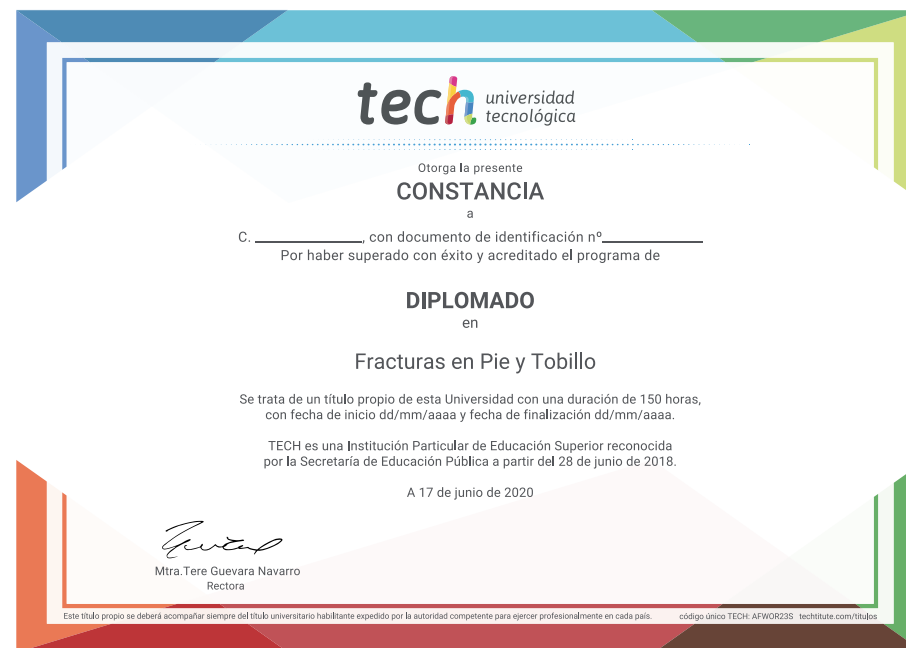 tech universidad
tecnológica
Otorga la presente
CONSTANCIA
a
C. ____________, con documento de identificación nº____________
Por haber superado con éxito y acreditado el programa de
DIPLOMADO
en
Fracturas en Pie y Tobillo
Se trata de un título propio de esta Universidad con una duración de 150 horas,
con fecha de inicio dd/mm/aaaa y fecha de finalización dd/mm/aaaa.
TECH es una Institución Particular de Educación Superior reconocida
por la Secretaría de Educación Pública a partir del 28 de junio de 2018.
A 17 de junio de 2020
Mtra.Tere Guevara Navarro
Rectora
Este título propio se deberá acompañar siempre del título universitario habilitante expedido por la autoridad competente para ejercer profesionalmente en cada país. código único TECH: AFWOR23S techtitute.com/titulos